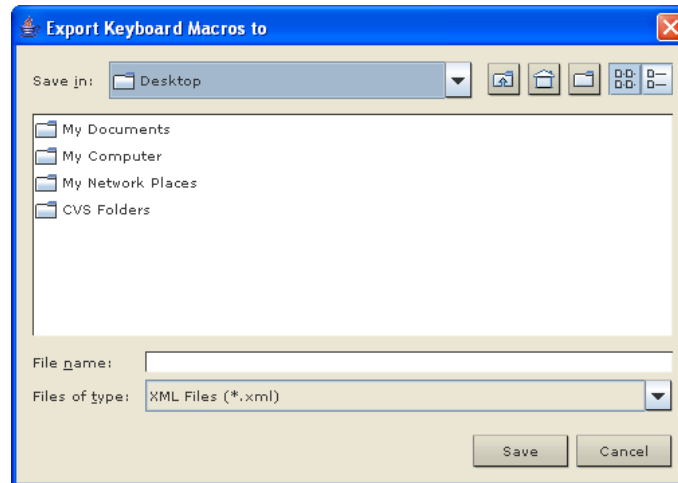 Export Keyboard Macros to
Save in: Desktop
My Documents
My Computer
My Network Places
CVS Folders
File name:
Files of type: XML Files (*.xml)
Save Cancel